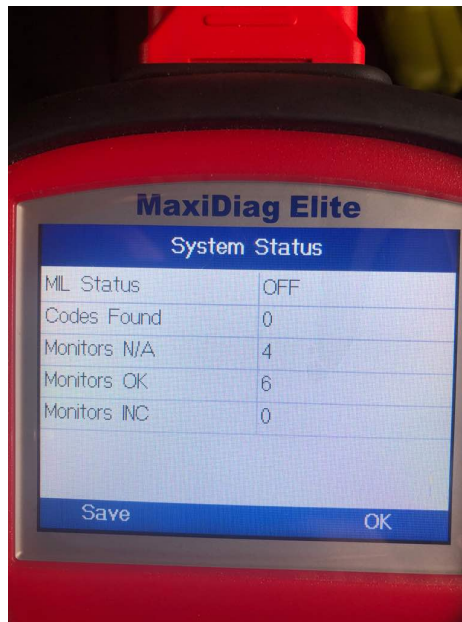 MaxiDiag Elite
System Status
MIL Status OFF
Codes Found 0
Monitors N/A 4
Monitors OK 6
Monitors INC 0
Save OK